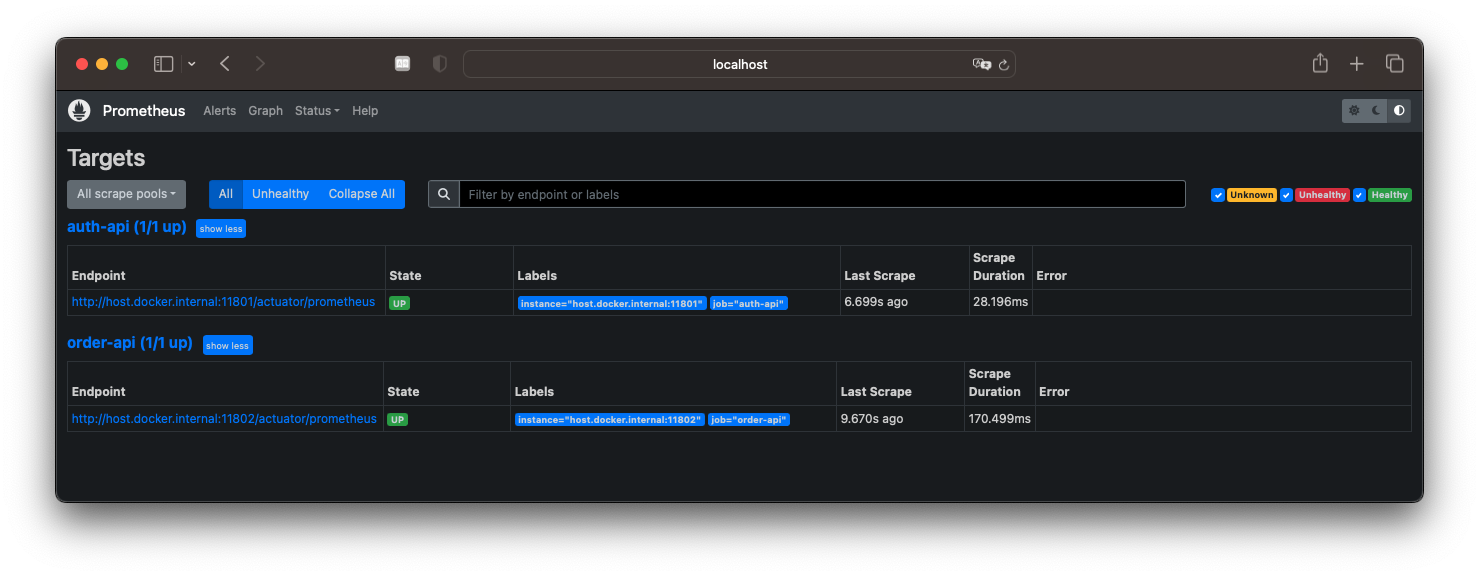 localhost
Prometheus Alerts Graph Status Help
Targets
All scrape pools All Unhealthy Collapse All Filter by endpoint or labels Unknown Unhealthy Healthy
auth-api (1/1 up) show less
Endpoint State Labels Last Scrape Scrape Duration Error
http://host.docker.internal:11801/actuator/prometheus UP instance="host.docker.internal:11801" job="auth-api" 6.699s ago 28.196ms
order-api (1/1 up) show less
Endpoint State Labels Last Scrape Scrape Duration Error
http://host.docker.internal:11802/actuator/prometheus UP instance="host.docker.internal:11802" job="order-api" 9.670s ago 170.499ms